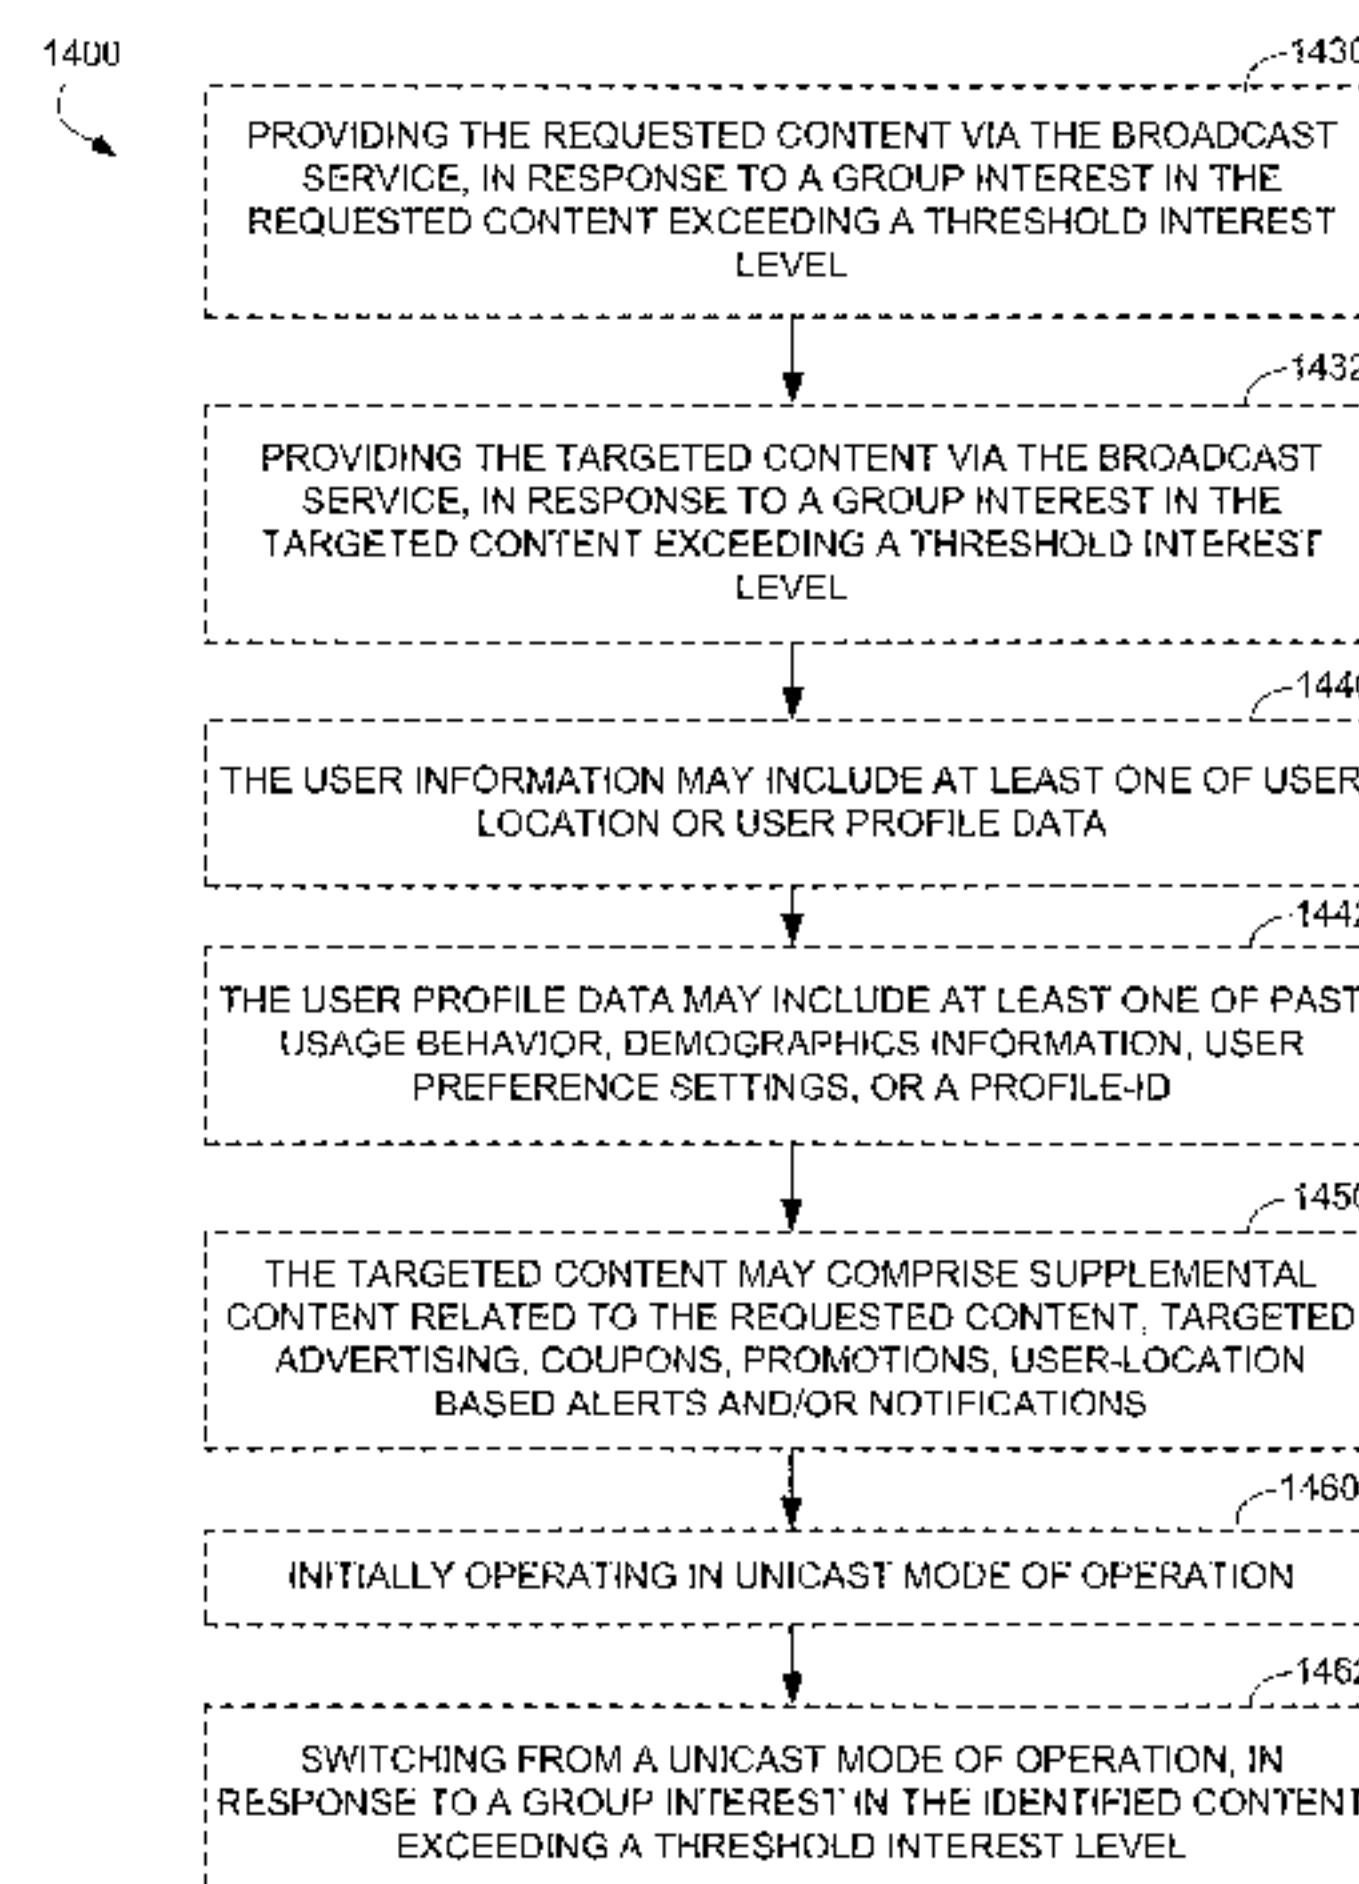 1400
1430
PROVIDING THE REQUESTED CONTENT VIA THE BROADCAST
SERVICE, IN RESPONSE TO A GROUP INTEREST IN THE
REQUESTED CONTENT EXCEEDING A THRESHOLD INTEREST
LEVEL
1432
PROVIDING THE TARGETED CONTENT VIA THE BROADCAST
SERVICE, IN RESPONSE TO A GROUP INTEREST IN THE
TARGETED CONTENT EXCEEDING A THRESHOLD INTEREST
LEVEL
1440
THE USER INFORMATION MAY INCLUDE AT LEAST ONE OF USER
LOCATION OR USER PROFILE DATA
1442
THE USER PROFILE DATA MAY INCLUDE AT LEAST ONE OF PAST
USAGE BEHAVIOR, DEMOGRAPHICS INFORMATION, USER
PREFERENCE SETTINGS, OR A PROFILE-ID
1450
THE TARGETED CONTENT MAY COMPRISE SUPPLEMENTAL
CONTENT RELATED TO THE REQUESTED CONTENT, TARGETED
ADVERTISING, COUPONS, PROMOTIONS, USER-LOCATION
BASED ALERTS AND/OR NOTIFICATIONS
1460
INITIALLY OPERATING IN UNICAST MODE OF OPERATION
1462
SWITCHING FROM A UNICAST MODE OF OPERATION, IN
RESPONSE TO A GROUP INTEREST IN THE IDENTIFIED CONTENT
EXCEEDING A THRESHOLD INTEREST LEVEL